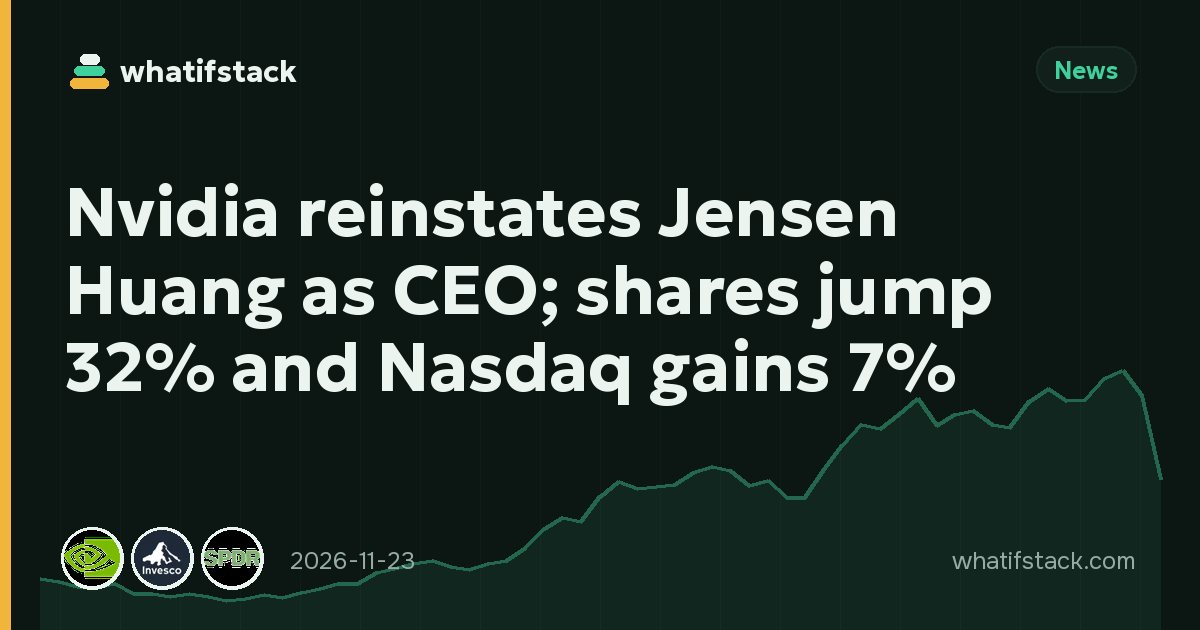 whatifstack
News
Nvidia reinstates Jensen
Huang as CEO; shares jump
32% and Nasdaq gains 7%
Invesco
SPDR
2026-11-23
whatifstack.com